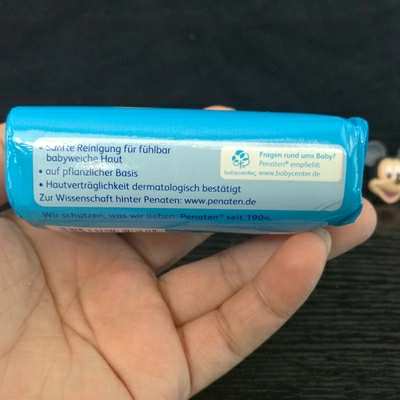 • Sanfte Reinigung für fühlbar
babyweiche Haut
• auf pflanzlicher Basis
• Hautverträglichkeit dermatologisch bestätigt
Zur Wissenschaft hinter Penaten: www.penaten.de
Wir schützen, was wir lieben. Penaten® seit 1904.
babycenter
Fragen rund ums Baby?
Penaten® empfiehlt
www.babycenter.de